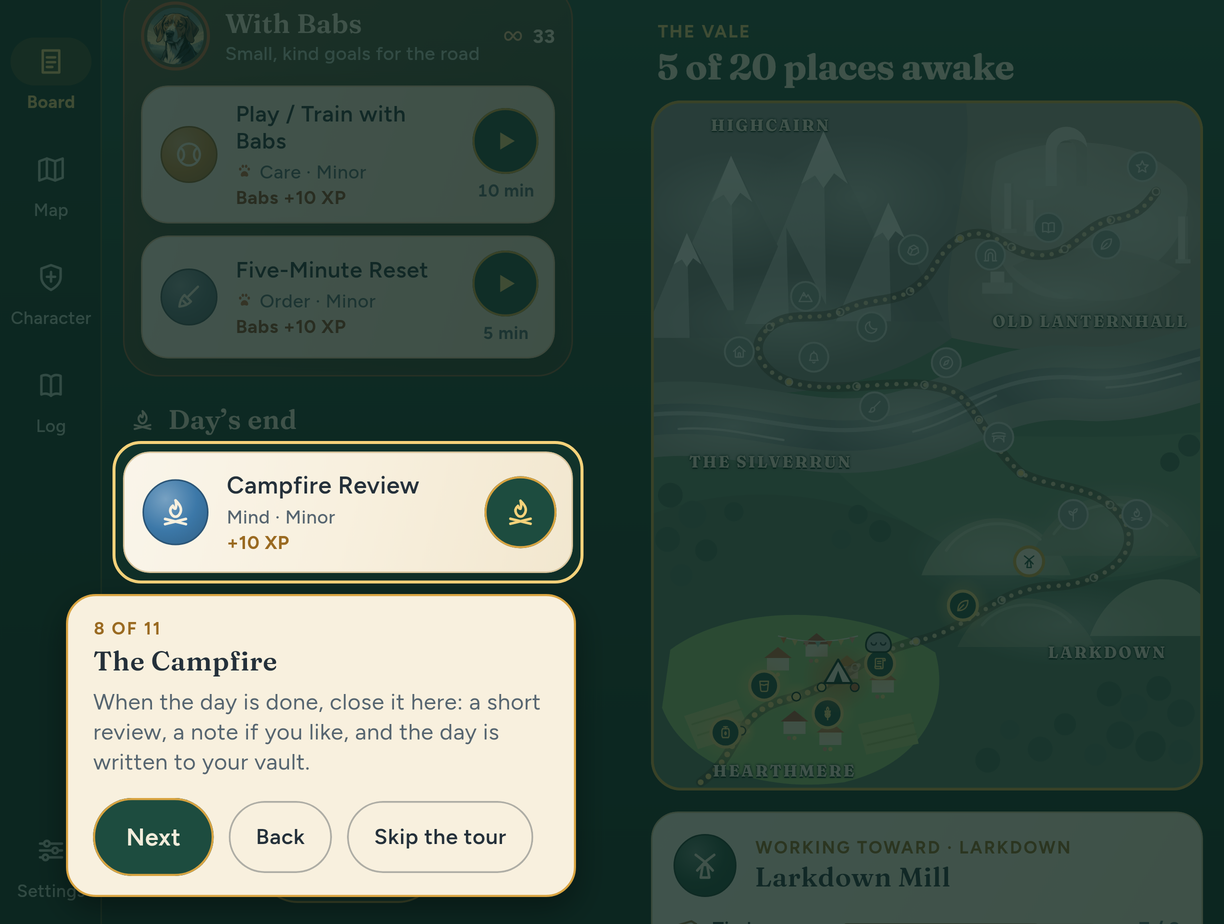 Board
Map
Character
Log
Settings
With Babs
Small, kind goals for the road
∞ 33
Play / Train with
Babs
Care · Minor
Babs +10 XP
10 min
Five-Minute Reset
Order · Minor
Babs +10 XP
5 min
Day’s end
Campfire Review
Mind · Minor
+10 XP
8 OF 11
The Campfire
When the day is done, close it here: a short
review, a note if you like, and the day is
written to your vault.
Next
Back
Skip the tour
THE VALE
5 of 20 places awake
HIGHCAIRN
OLD LANTERNHALL
THE SILVERRUN
LARKDOWN
HEARTHMERE
WORKING TOWARD · LARKDOWN
Larkdown Mill